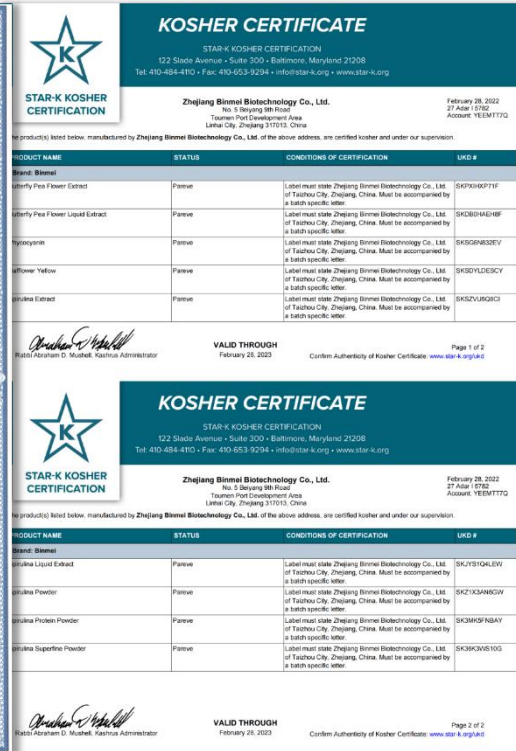 KOSHER CERTIFICATE
STAR-K KOSHER CERTIFICATION
122 Slade Avenue • Suite 300 • Baltimore, Maryland 21208
Tel: 410-484-4110 • Fax: 410-653-9294 • info@star-k.org • www.star-k.org
K
STAR-K KOSHER
CERTIFICATION
Zhejiang Binmei Biotechnology Co., Ltd.
No. 5 Beiyang 9th Road
Toumen Port Development Area
Linhai City, Zhejiang 317013, China
February 28, 2022
27 Adar I 5782
Account: YEEMTT7Q
he product(s) listed below, manufactured by Zhejiang Binmei Biotechnology Co., Ltd. of the above address, are certified kosher and under our supervision.
RODUCT NAME STATUS CONDITIONS OF CERTIFICATION UKD #
Brand: Binmei
utterfly Pea Flower Extract Pareve Label must state Zhejiang Binmei Biotechnology Co., Ltd.
of Taizhou City, Zhejiang, China. Must be accompanied by
a batch specific letter.
SKPXIHXP71F
utterfly Pea Flower Liquid Extract Pareve Label must state Zhejiang Binmei Biotechnology Co., Ltd.
of Taizhou City, Zhejiang, China. Must be accompanied by
a batch specific letter.
hycocyanin Pareve Label must state Zhejiang Binmei Biotechnology Co., Ltd.
of Taizhou City, Zhejiang, China. Must be accompanied by
a batch specific letter.
SKSG6N832EV
afflower Yellow Pareve Label must state Zhejiang Binmei Biotechnology Co., Ltd.
of Taizhou City, Zhejiang, China. Must be accompanied by
a batch specific letter.
SKSDYLDESCY
pirulina Extract Pareve Label must state Zhejiang Binmei Biotechnology Co., Ltd.
of Taizhou City, Zhejiang, China. Must be accompanied by
a batch specific letter.
Rabbi Abraham D. Mushell, Kashrus Administrator
VALID THROUGH
February 28, 2023
Page 1 of 2
Confirm Authenticity of Kosher Certificate: www.star-k.org/ukd
KOSHER CERTIFICATE
STAR-K KOSHER CERTIFICATION
122 Slade Avenue • Suite 300 • Baltimore, Maryland 21208
Tel: 410-484-4110 • Fax: 410-653-9294 • info@star-k.org • www.star-k.org
K
STAR-K KOSHER
CERTIFICATION
Zhejiang Binmei Biotechnology Co., Ltd.
No. 5 Beiyang 9th Road
Toumen Port Development Area
Linhai City, Zhejiang 317013, China
February 28, 2022
27 Adar I 5782
Account: YEEMTT7Q
he product(s) listed below, manufactured by Zhejiang Binmei Biotechnology Co., Ltd. of the above address, are certified kosher and under our supervision.
RODUCT NAME STATUS CONDITIONS OF CERTIFICATION UKD #
Brand: Binmei
pirulina Liquid Extract Pareve Label must state Zhejiang Binmei Biotechnology Co., Ltd.
of Taizhou City, Zhejiang, China. Must be accompanied by
a batch specific letter.
SKJYS1Q4LEW
pirulina Powder Pareve Label must state Zhejiang Binmei Biotechnology Co., Ltd.
of Taizhou City, Zhejiang, China. Must be accompanied by
a batch specific letter.
SKZ1X3AN6GW
pirulina Protein Powder Pareve Label must state Zhejiang Binmei Biotechnology Co., Ltd.
of Taizhou City, Zhejiang, China. Must be accompanied by
a batch specific letter.
SK3MK5FNBAY
pirulina Superfine Powder Pareve Label must state Zhejiang Binmei Biotechnology Co., Ltd.
of Taizhou City, Zhejiang, China. Must be accompanied by
a batch specific letter.
Rabbi Abraham D. Mushell, Kashrus Administrator
VALID THROUGH
February 28, 2023
Page 2 of 2
Confirm Authenticity of Kosher Certificate: www.star-k.org/ukd